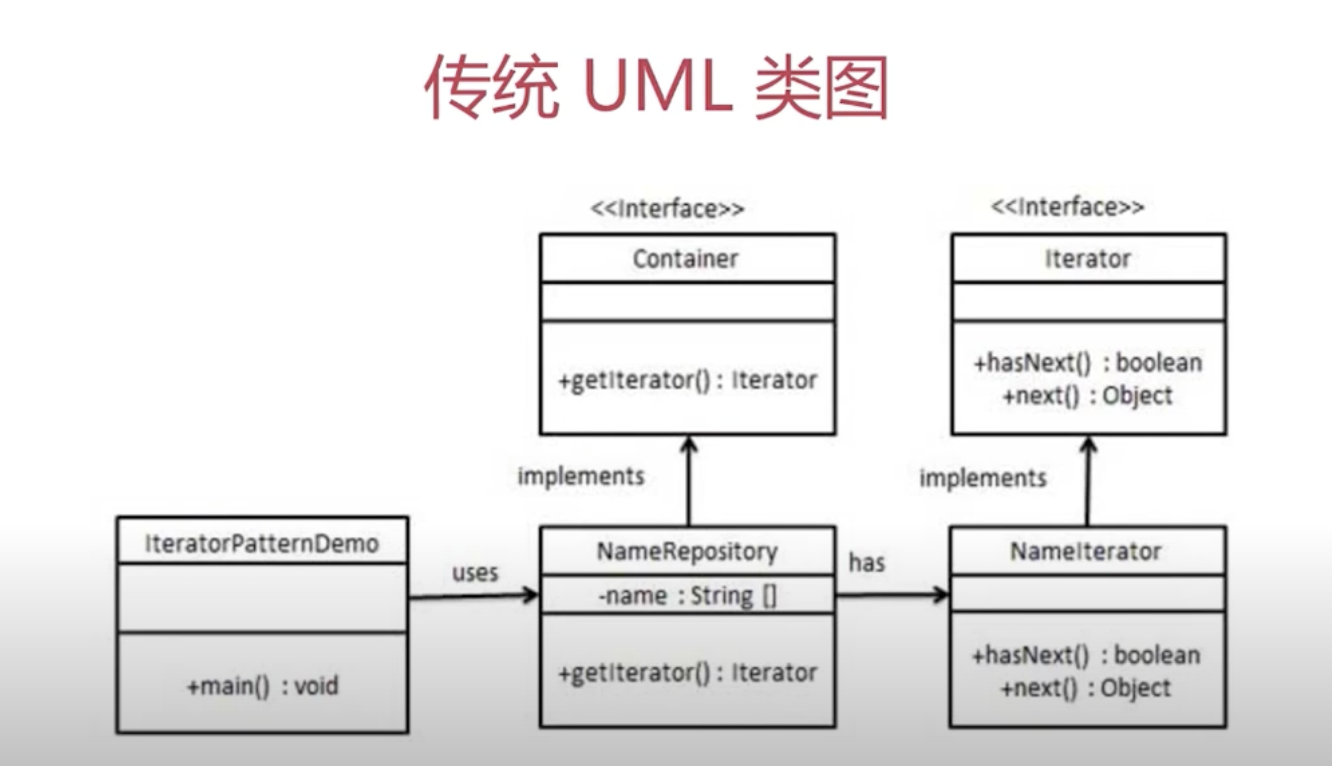 传统 UML 类图
<<Interface>>
Container
+getIterator() : Iterator
<<Interface>>
Iterator
+hasNext() : boolean
+next() : Object
implements
implements
IteratorPatternDemo
+main() : void
uses
NameRepository
-name : String []
+getIterator() : Iterator
has
NameIterator
+hasNext() : boolean
+next() : Object